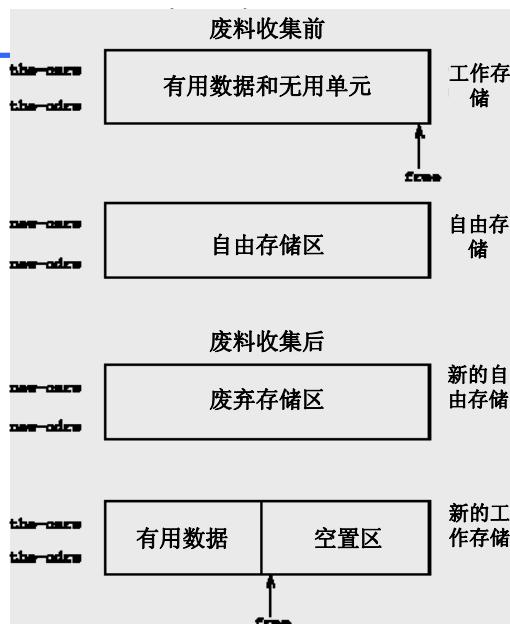 废料收集前
the-cars
the-cdrs
有用数据和无用单元
工作存
储
free
new-cars
new-cdrs
自由存储区
自由存
储
废料收集后
new-cars
new-cdrs
废弃存储区
新的自
由存储
the-cars
the-cdrs
有用数据
空置区
新的工
作存储
free